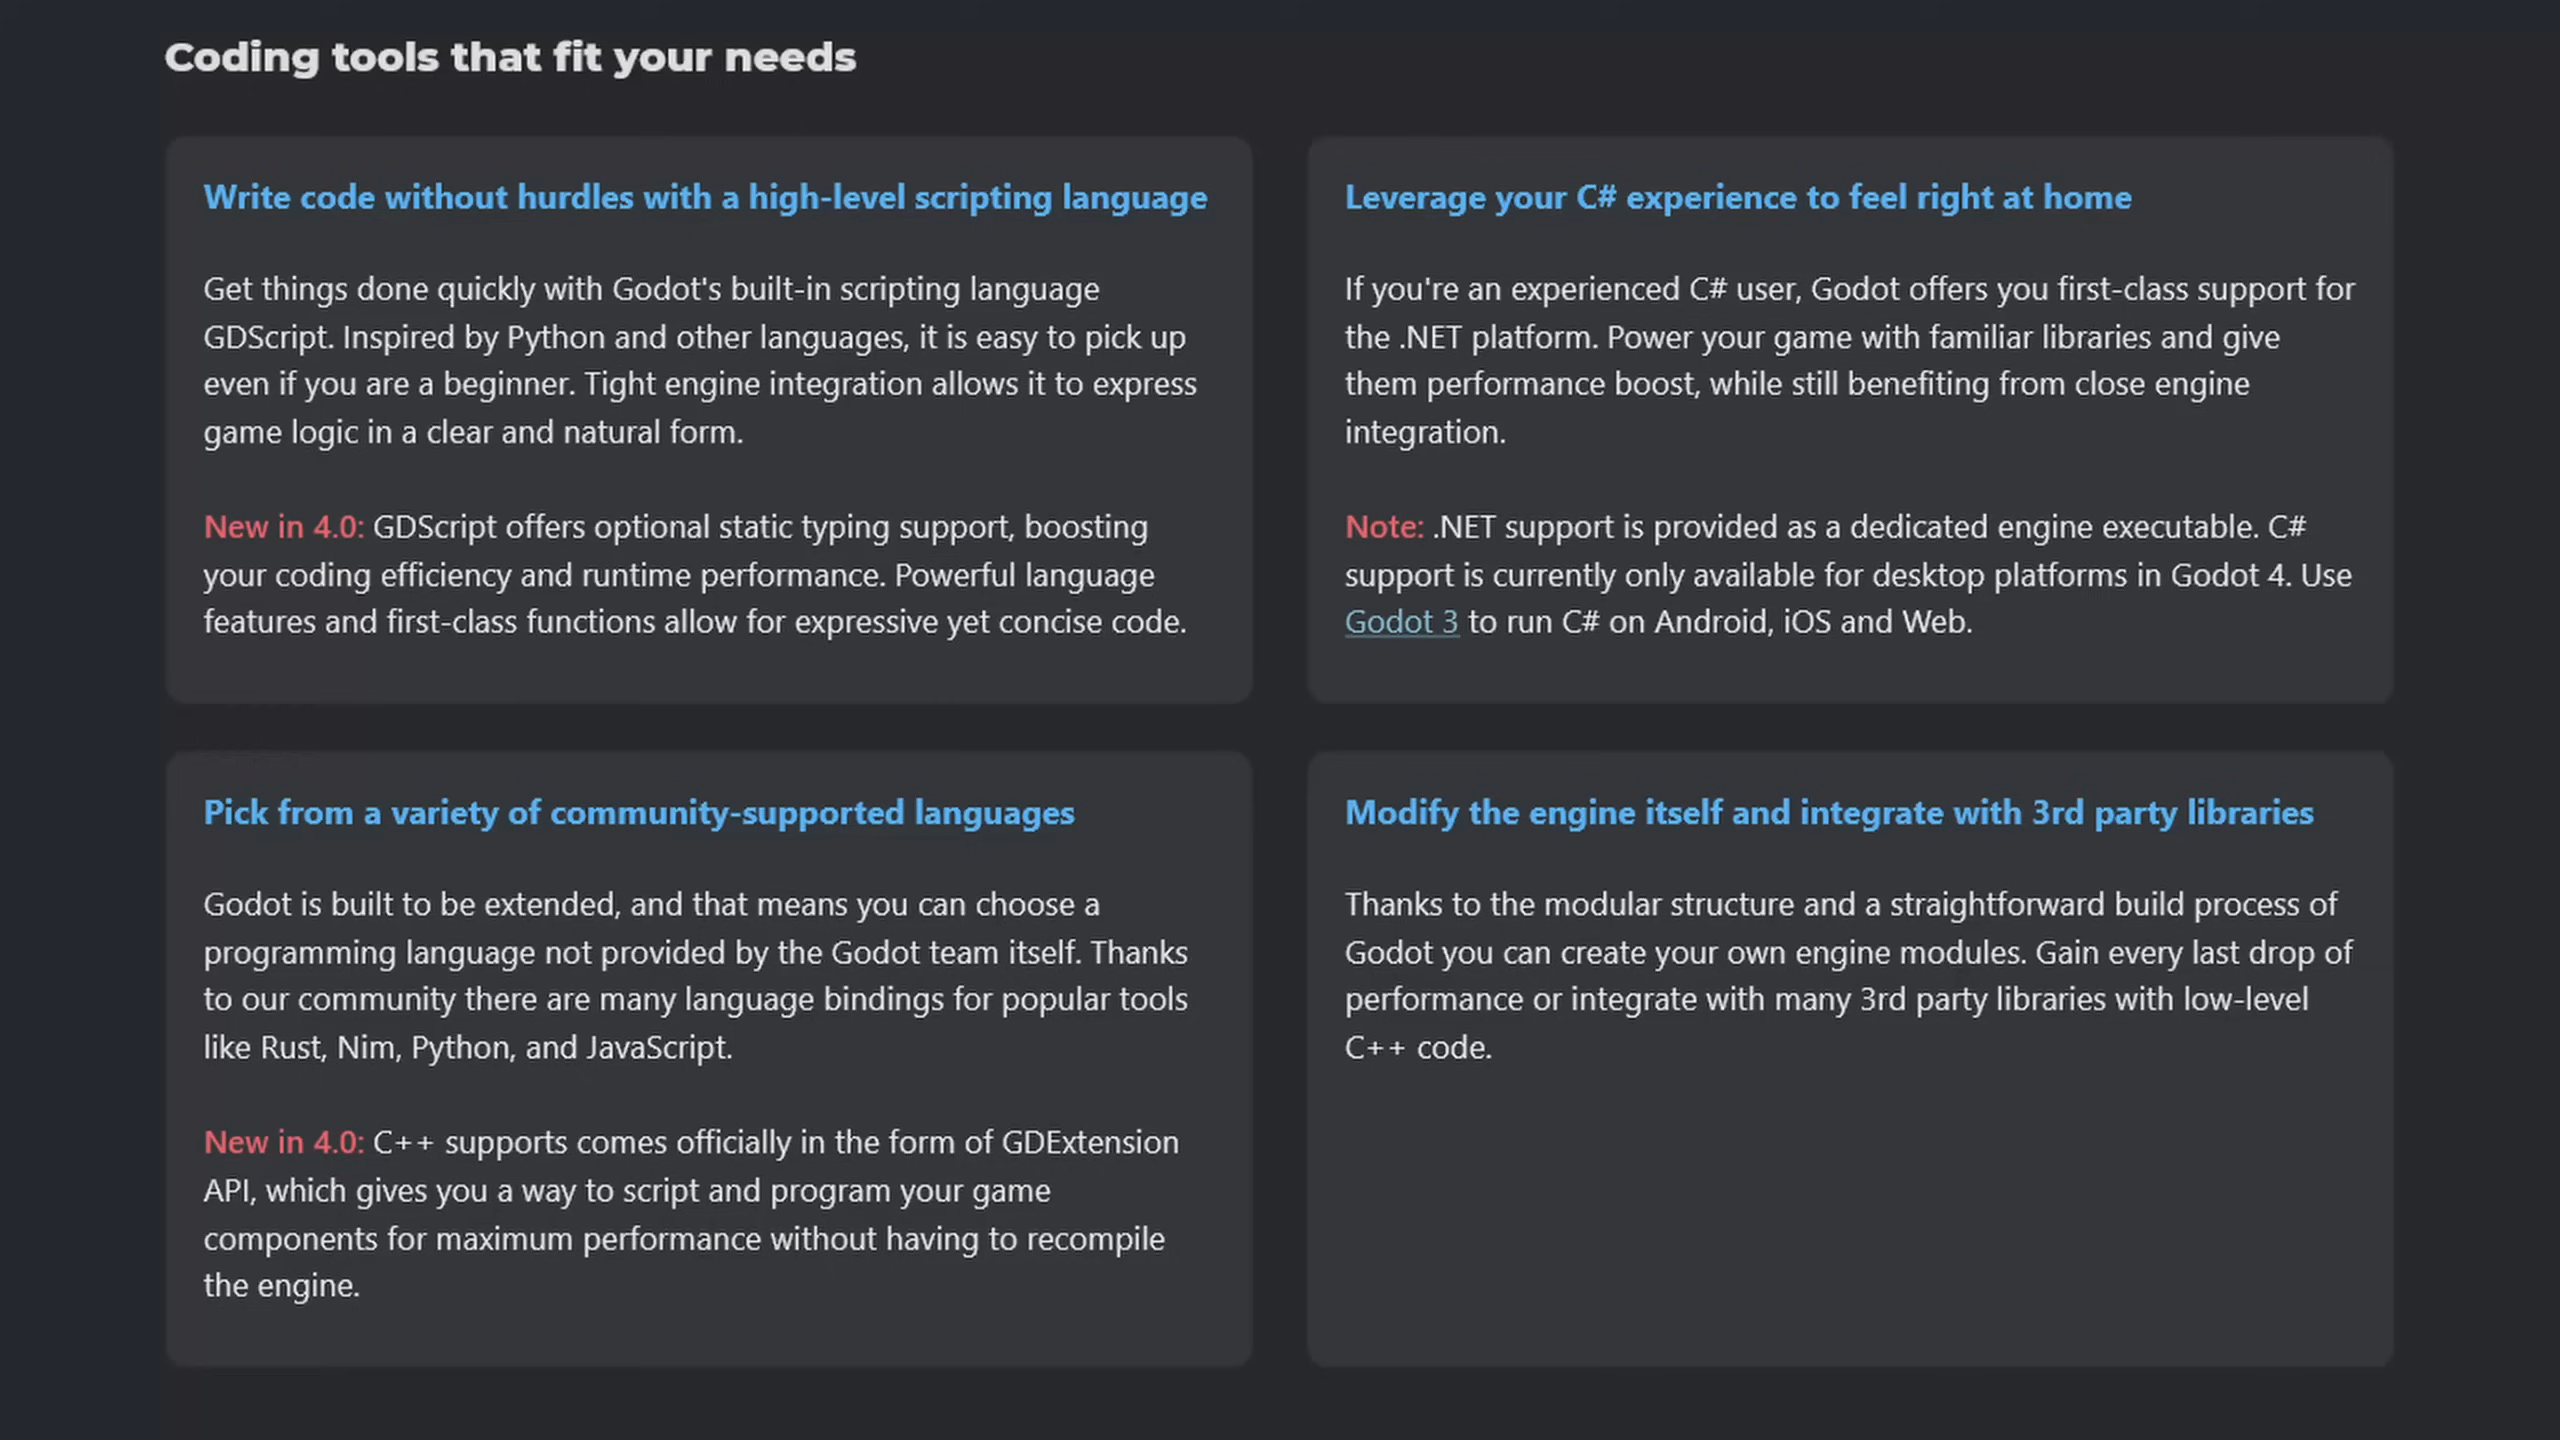 Coding tools that fit your needs
Write code without hurdles with a high-level scripting language
Get things done quickly with Godot's built-in scripting language
GDScript. Inspired by Python and other languages, it is easy to pick up
even if you are a beginner. Tight engine integration allows it to express
game logic in a clear and natural form.
New in 4.0: GDScript offers optional static typing support, boosting
your coding efficiency and runtime performance. Powerful language
features and first-class functions allow for expressive yet concise code.
Leverage your C# experience to feel right at home
If you're an experienced C# user, Godot offers you first-class support for
the .NET platform. Power your game with familiar libraries and give
them performance boost, while still benefiting from close engine
integration.
Note: .NET support is provided as a dedicated engine executable. C#
support is currently only available for desktop platforms in Godot 4. Use
Godot 3 to run C# on Android, iOS and Web.
Pick from a variety of community-supported languages
Godot is built to be extended, and that means you can choose a
programming language not provided by the Godot team itself. Thanks
to our community there are many language bindings for popular tools
like Rust, Nim, Python, and JavaScript.
New in 4.0: C++ supports comes officially in the form of GDExtension
API, which gives you a way to script and program your game
components for maximum performance without having to recompile
the engine.
Modify the engine itself and integrate with 3rd party libraries
Thanks to the modular structure and a straightforward build process of
Godot you can create your own engine modules. Gain every last drop of
performance or integrate with many 3rd party libraries with low-level
C++ code.